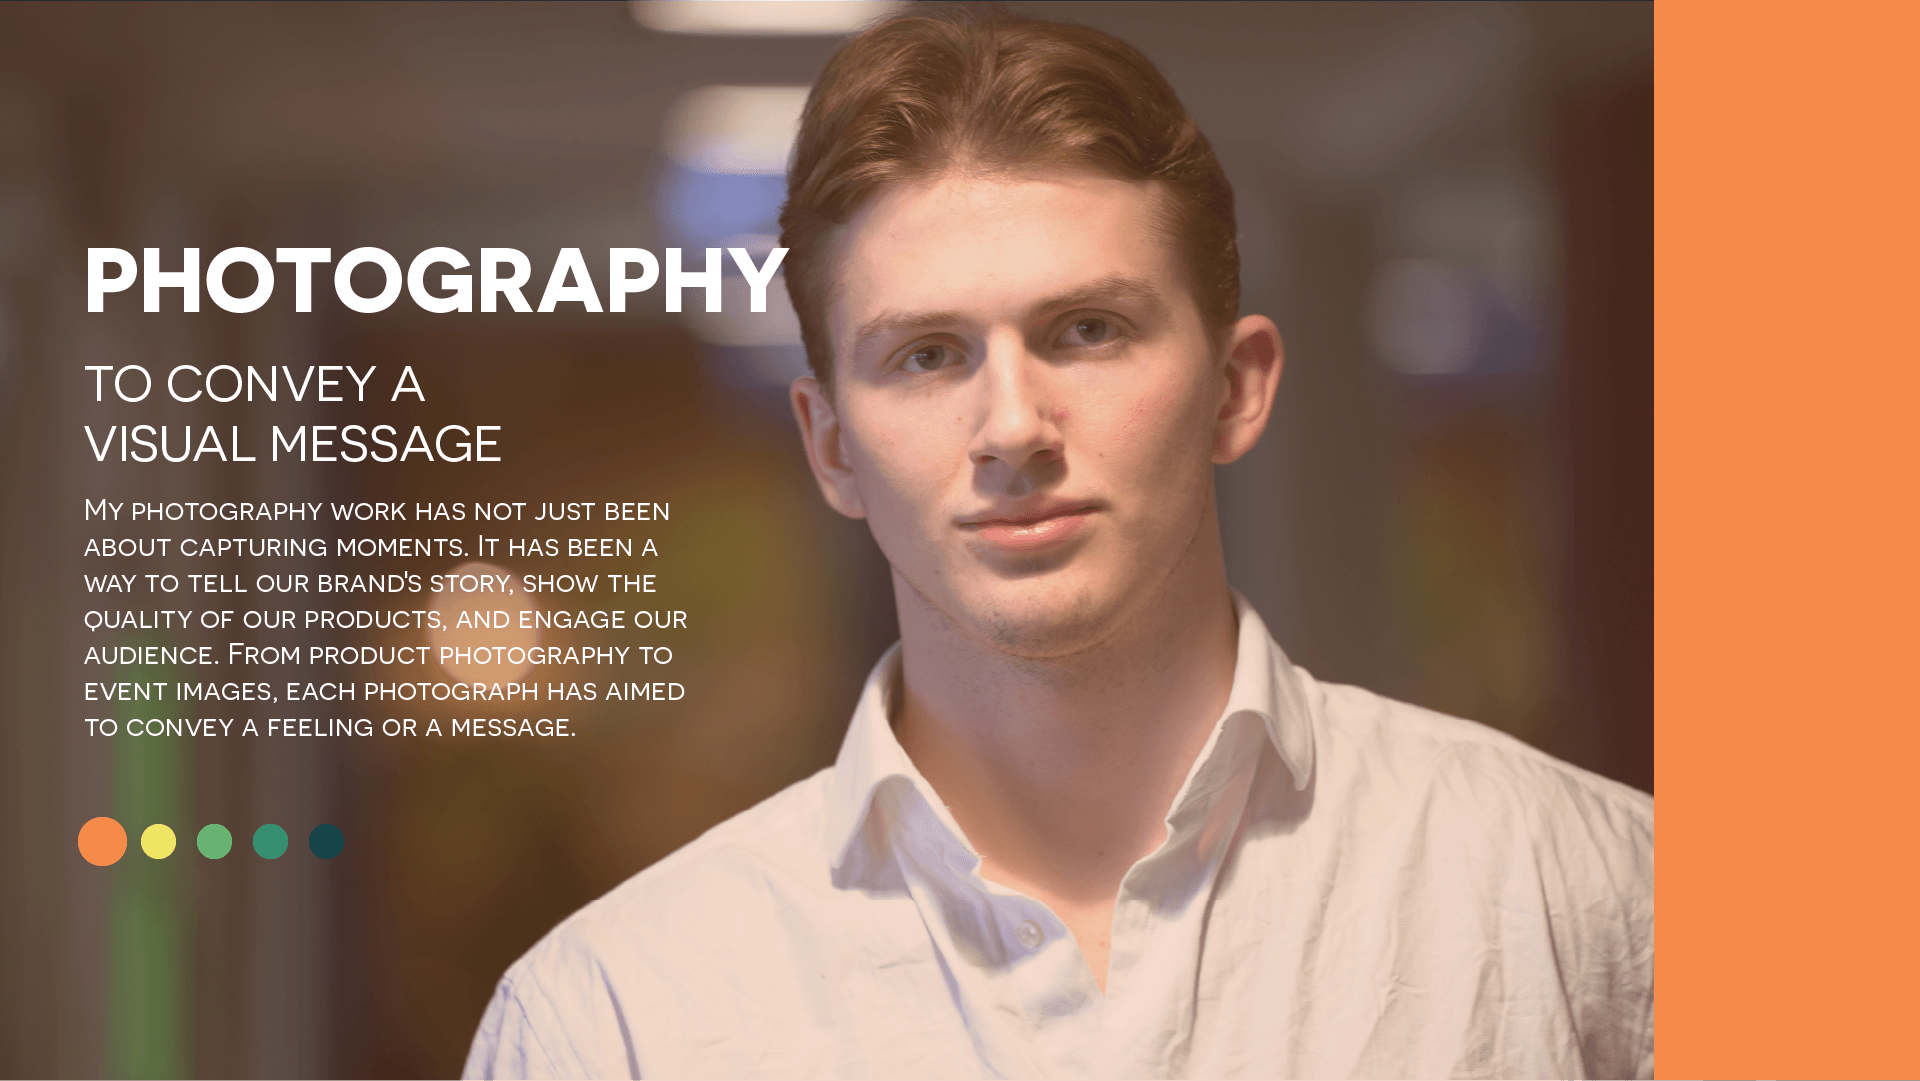 PHOTOGRAPHY
TO CONVEY A
VISUAL MESSAGE
My photography work has not just been
about capturing moments. It has been a
way to tell our brand's story, show the
quality of our products, and engage our
audience. From product photography to
event images, each photograph has aimed
to convey a feeling or a message.